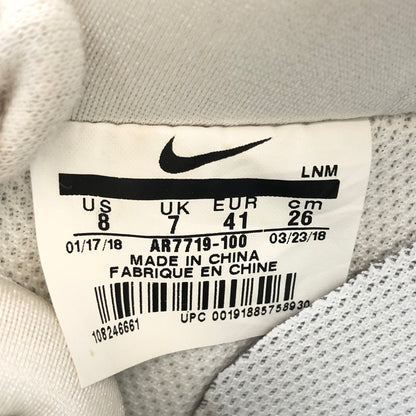 LNM
US UK EUR cm
8 7 41 26
01/17/18 AR7719-100 03/23/18
MADE IN CHINA
FABRIQUE EN CHINE
108246661
UPC 00191885758930